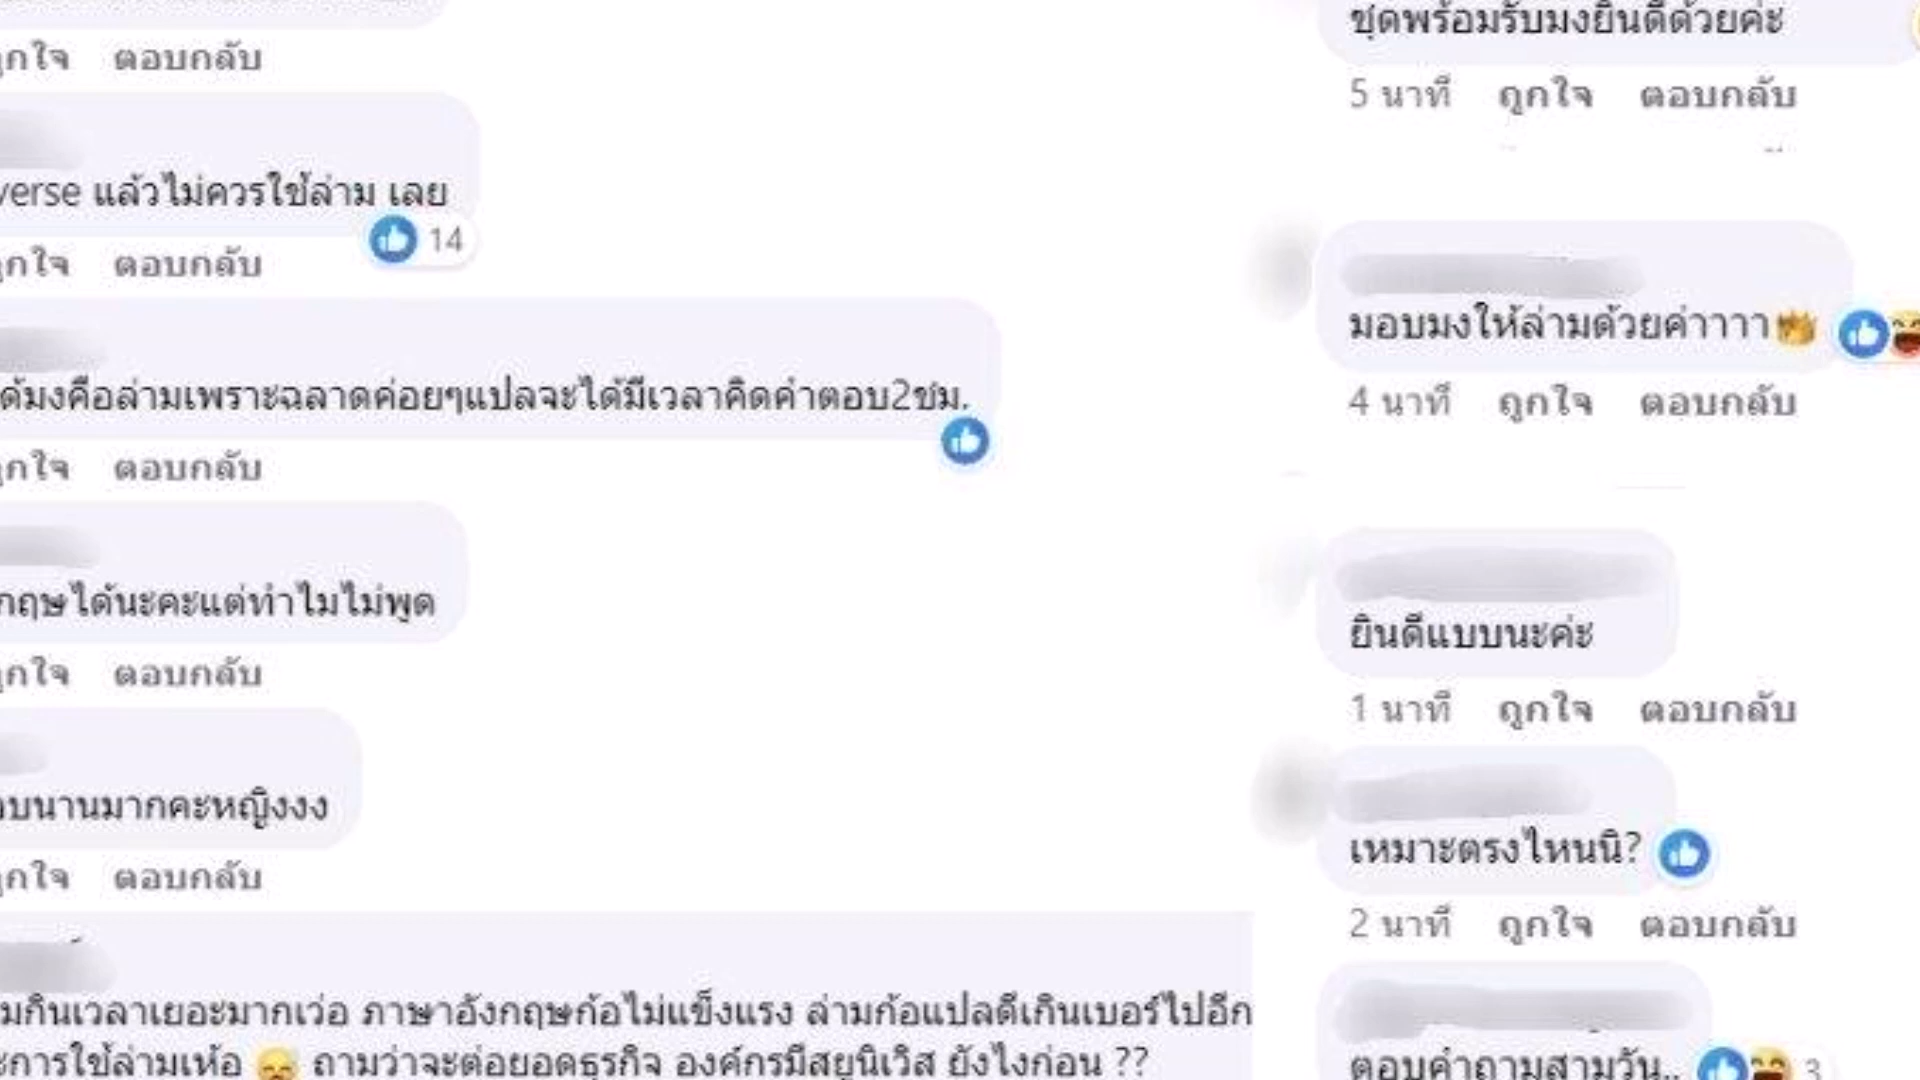 ถูกใจ ตอบกลับ
verse แล้วไม่ควรใช้ล่าม เลย
14
ถูกใจ ตอบกลับ
ได้มงคือล่ามเพราะฉลาดค่อยๆแปลจะได้มีเวลาคิดคำตอบ2ชม.
ถูกใจ ตอบกลับ
กฤษได้นะคะแต่ทำไมไม่พูด
ถูกใจ ตอบกลับ
อบนานมากคะหญิงงง
ถูกใจ ตอบกลับ
มกินเวลาเยอะมากเว่อ ภาษาอังกฤษก้อไม่แข็งแรง ล่ามก้อแปลดีเกินเบอร์ไปอีก
ะการใช้ล่ามเห้อ 😪 ถามว่าจะต่อยอดธุรกิจ องค์กรมีสยูนิเวิส ยังไงก่อน ??
ชุดพร้อมรับมงยินดีด้วยค่ะ
5 นาที ถูกใจ ตอบกลับ
มอบมงให้ล่ามด้วยค่าาาา
4 นาที ถูกใจ ตอบกลับ
ยินดีแบบนะค่ะ
1 นาที ถูกใจ ตอบกลับ
เหมาะตรงไหนนิ?
2 นาที ถูกใจ ตอบกลับ
ตอบคำถามสามวัน..
3